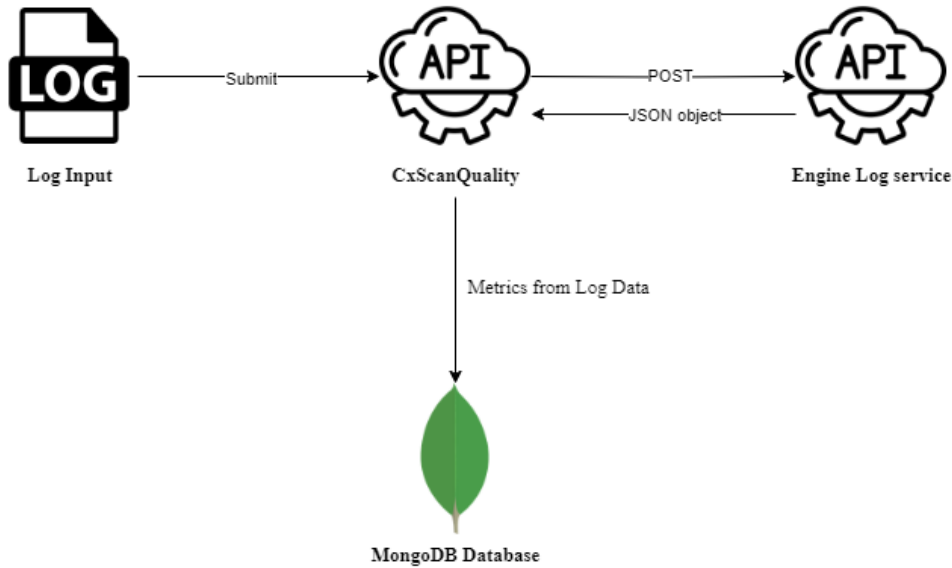 LOG
Submit
API
POST
JSON object
API
Log Input
CxScanQuality
Engine Log service
Metrics from Log Data
MongoDB Database